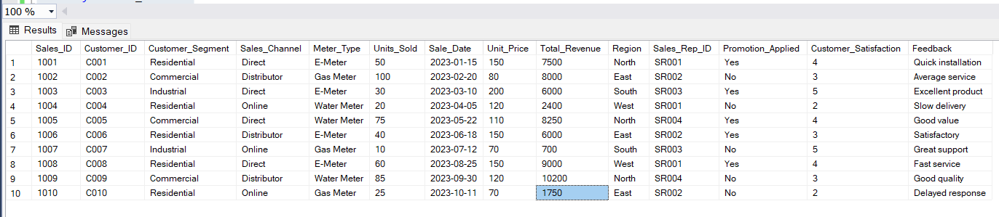 100 %
Results Messages
Sales_ID Customer_ID Customer_Segment Sales_Channel Meter_Type Units_Sold Sale_Date Unit_Price Total_Revenue Region Sales_Rep_ID Promotion_Applied Customer_Satisfaction Feedback
1 1001 C001 Residential Direct E-Meter 50 2023-01-15 150 7500 North SR001 Yes 4 Quick installation
2 1002 C002 Commercial Distributor Gas Meter 100 2023-02-20 80 8000 East SR002 No 3 Average service
3 1003 C003 Industrial Direct E-Meter 30 2023-03-10 200 6000 South SR003 Yes 5 Excellent product
4 1004 C004 Residential Online Water Meter 20 2023-04-05 120 2400 West SR001 No 2 Slow delivery
5 1005 C005 Commercial Direct Water Meter 75 2023-05-22 110 8250 North SR004 Yes 4 Good value
6 1006 C006 Residential Distributor E-Meter 40 2023-06-18 150 6000 East SR002 Yes 3 Satisfactory
7 1007 C007 Industrial Online Gas Meter 10 2023-07-12 70 700 South SR003 No 5 Great support
8 1008 C008 Residential Direct E-Meter 60 2023-08-25 150 9000 West SR001 Yes 4 Fast service
9 1009 C009 Commercial Distributor Water Meter 85 2023-09-30 120 10200 North SR004 No 3 Good quality
10 1010 C010 Residential Online Gas Meter 25 2023-10-11 70 1750 East SR002 No 2 Delayed response